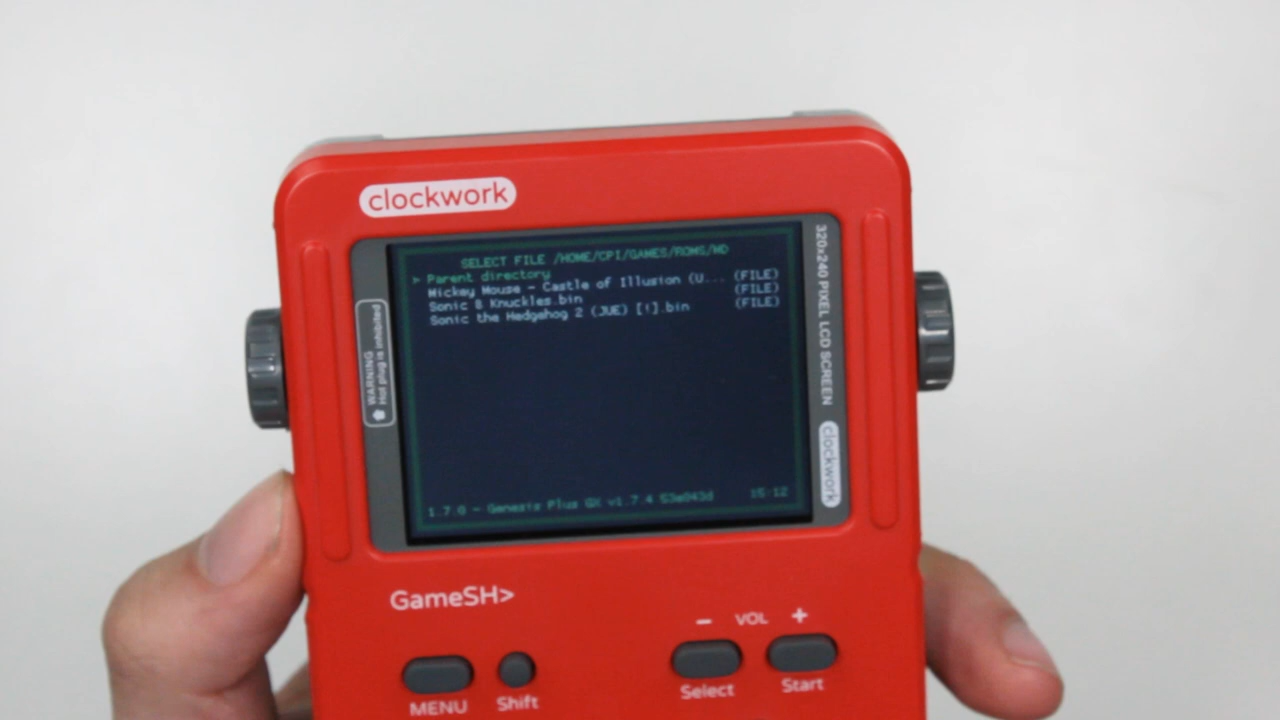 clockwork
SELECT FILE /HOME/CPI/GAMES/ROMS/MD
Parent directory
Mickey Mouse - Castle of Illusion (U... (FILE)
Sonic & Knuckles.bin (FILE)
Sonic the Hedgehog 2 (JUE) [!].bin (FILE)
1.7.0 - Genesis Plus GX v1.7.4 15:12
WARNING
Hot plug is inhibited
320x240 PIXEL LCD SCREEN
clockwork
GameSH>
- VOL +
MENU Shift Select Start